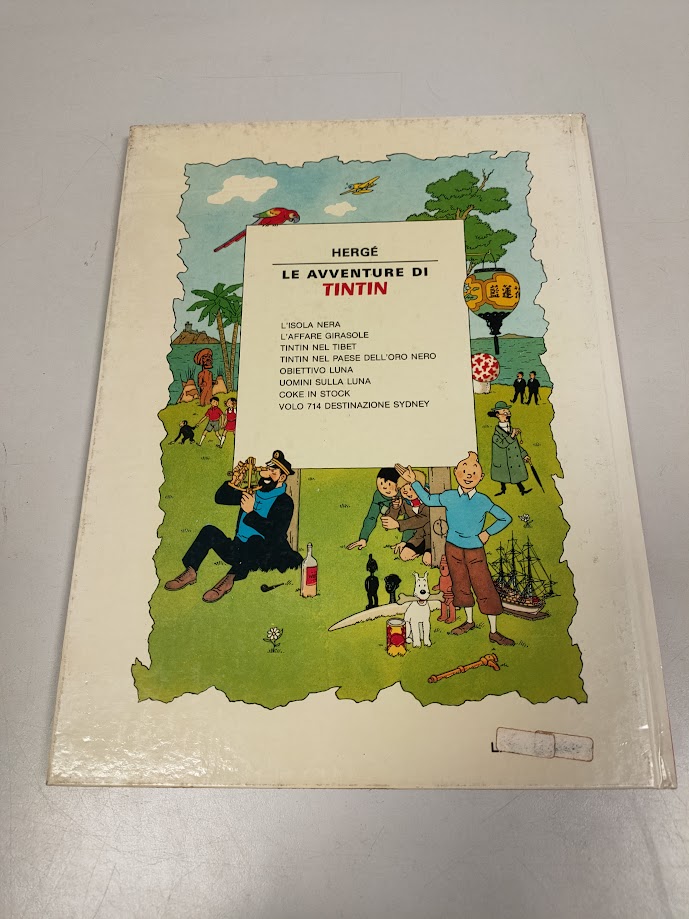 HERGÉ
LE AVVENTURE DI
TINTIN
L'ISOLA NERA
L'AFFARE GIRASOLE
TINTIN NEL TIBET
TINTIN NEL PAESE DELL'ORO NERO
OBIETTIVO LUNA
UOMINI SULLA LUNA
COKE IN STOCK
VOLO 714 DESTINAZIONE SYDNEY
L